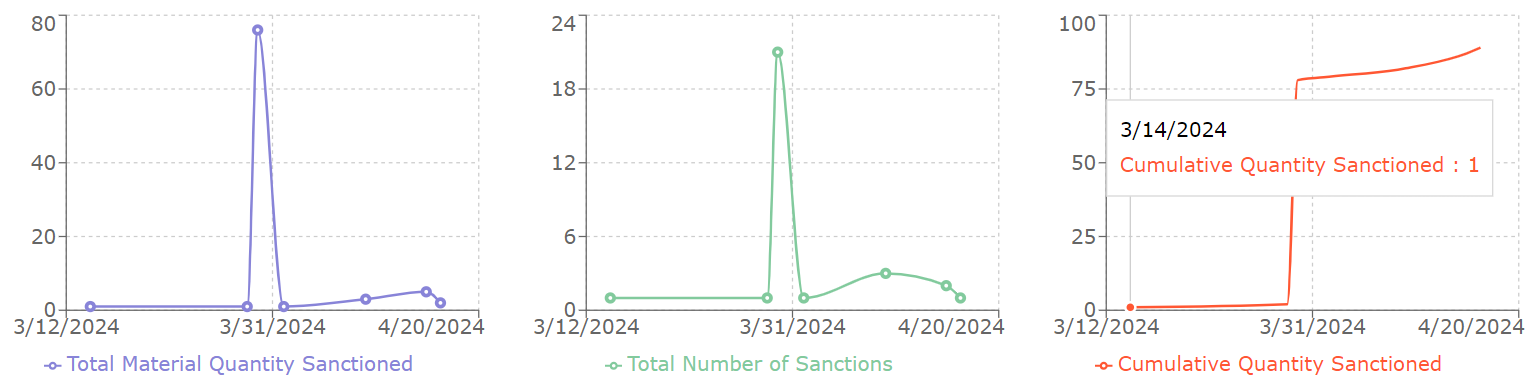 80
60
40
20
0
3/12/2024 3/31/2024 4/20/2024
Total Material Quantity Sanctioned
24
18
12
6
0
3/12/2024 3/31/2024 4/20/2024
Total Number of Sanctions
100
75
50
25
0
3/14/2024
Cumulative Quantity Sanctioned : 1
3/12/2024 3/31/2024 4/20/2024
Cumulative Quantity Sanctioned